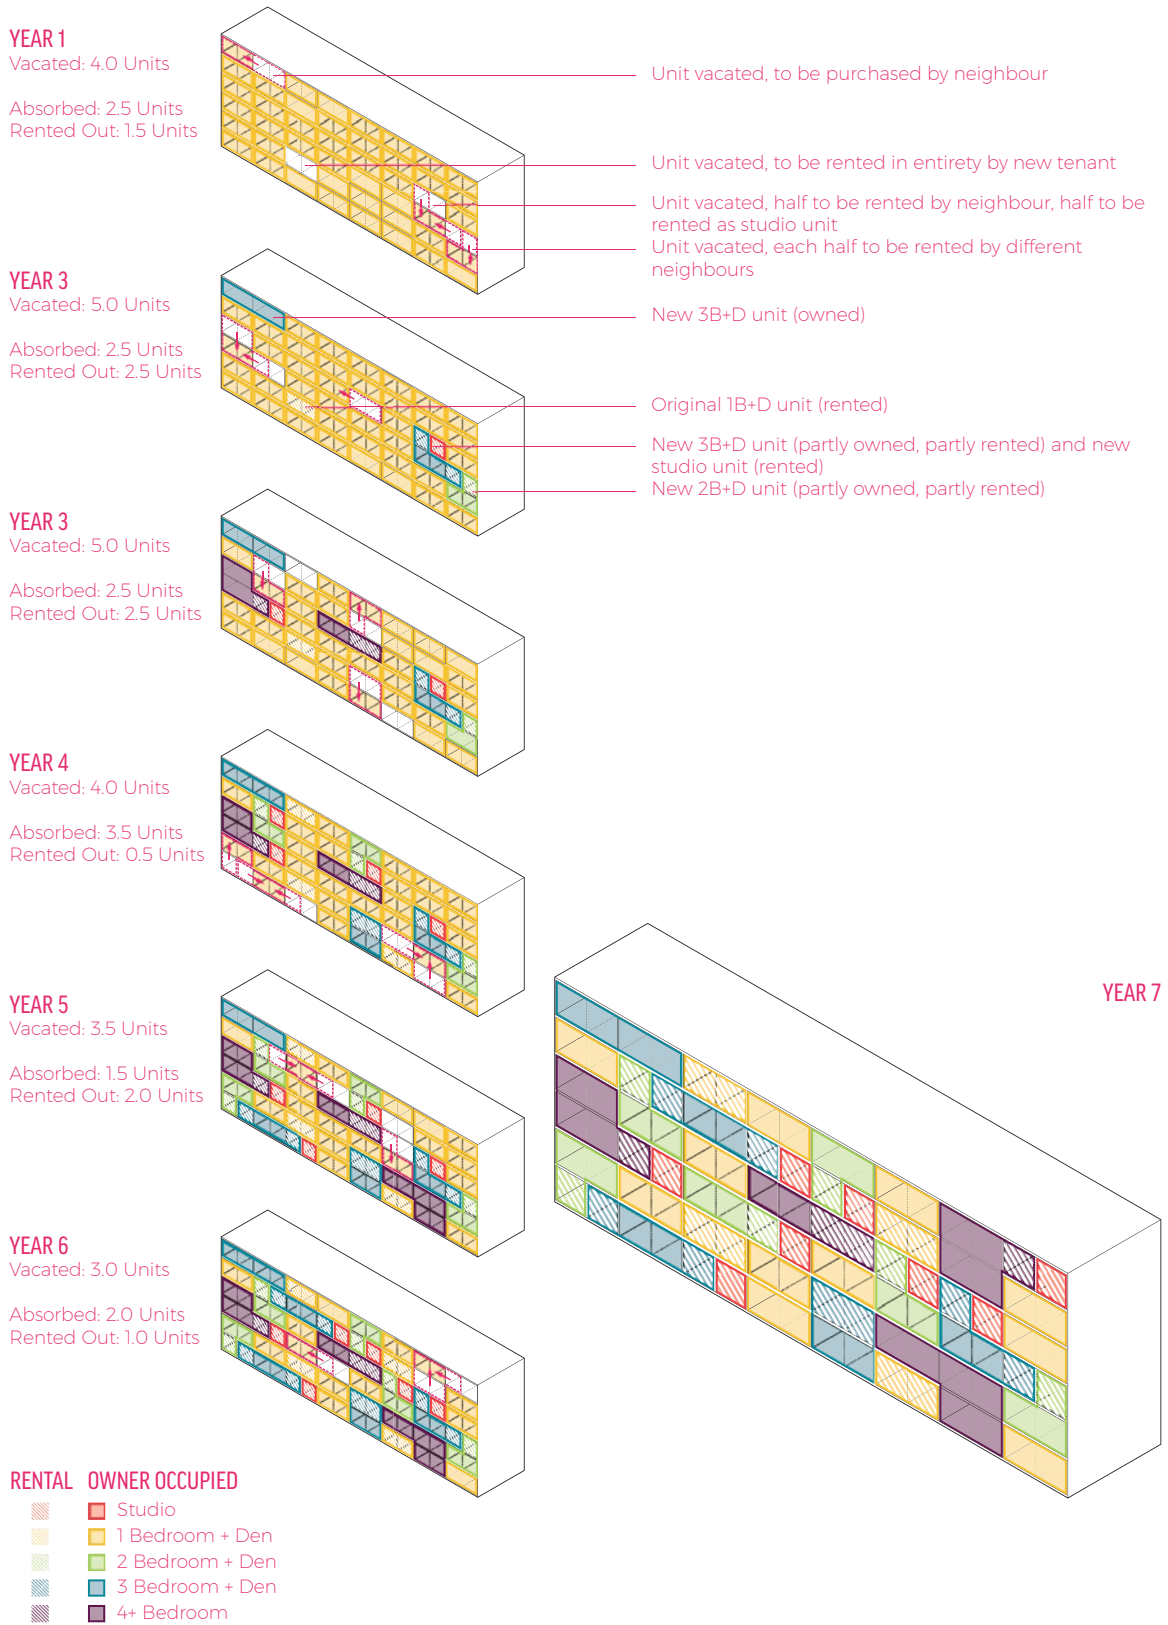 YEAR 1
Vacated: 4.0 Units
Absorbed: 2.5 Units
Rented Out: 1.5 Units
Unit vacated, to be purchased by neighbour
Unit vacated, to be rented in entirety by new tenant
Unit vacated, half to be rented by neighbour, half to be
rented as studio unit
Unit vacated, each half to be rented by different
neighbours
YEAR 3
Vacated: 5.0 Units
Absorbed: 2.5 Units
Rented Out: 2.5 Units
New 3B+D unit (owned)
Original 1B+D unit (rented)
New 3B+D unit (partly owned, partly rented) and new
studio unit (rented)
New 2B+D unit (partly owned, partly rented)
YEAR 3
Vacated: 5.0 Units
Absorbed: 2.5 Units
Rented Out: 2.5 Units
YEAR 4
Vacated: 4.0 Units
Absorbed: 3.5 Units
Rented Out: 0.5 Units
YEAR 5
Vacated: 3.5 Units
Absorbed: 1.5 Units
Rented Out: 2.0 Units
YEAR 6
Vacated: 3.0 Units
Absorbed: 2.0 Units
Rented Out: 1.0 Units
YEAR 7
RENTAL OWNER OCCUPIED
Studio
1 Bedroom + Den
2 Bedroom + Den
3 Bedroom + Den
4+ Bedroom